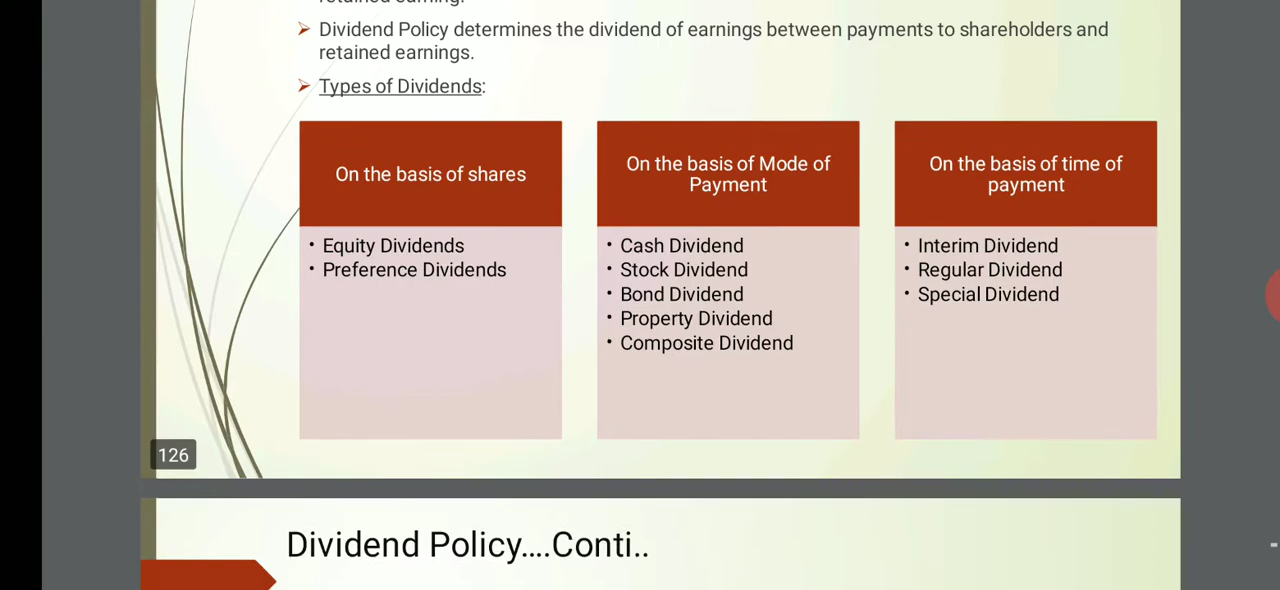 retained earning.
Dividend Policy determines the dividend of earnings between payments to shareholders and
retained earnings.
Types of Dividends:
On the basis of shares
• Equity Dividends
• Preference Dividends
On the basis of Mode of
Payment
• Cash Dividend
• Stock Dividend
• Bond Dividend
• Property Dividend
• Composite Dividend
On the basis of time of
payment
• Interim Dividend
• Regular Dividend
• Special Dividend
126
Dividend Policy....Conti..